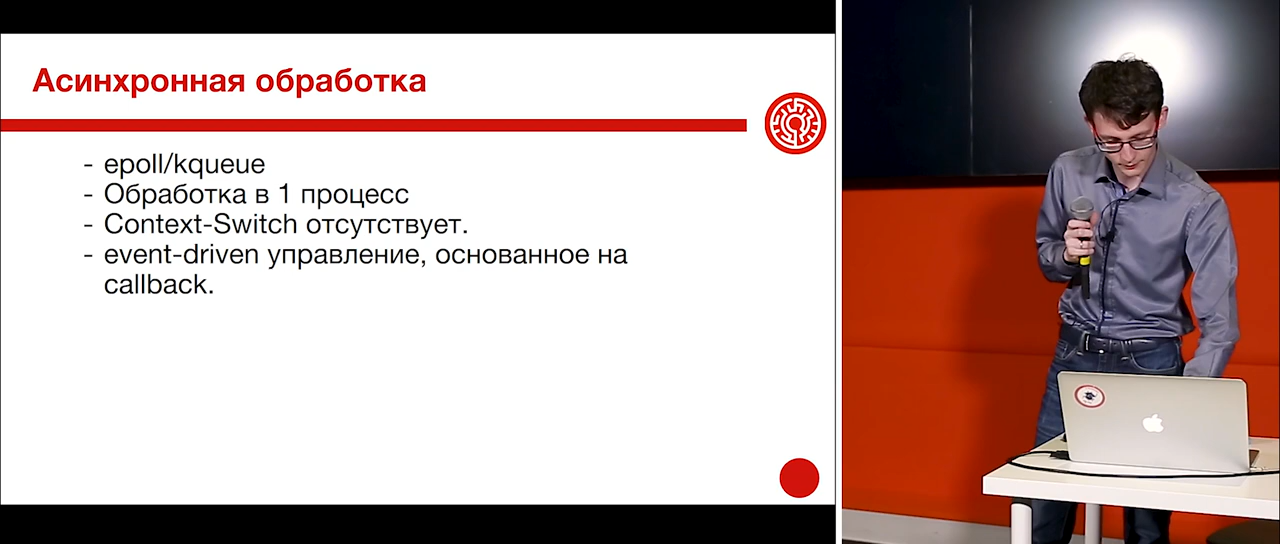 Асинхронная обработка
- epoll/kqueue
- Обработка в 1 процесс
- Context-Switch отсутствует.
- event-driven управление, основанное на
callback.